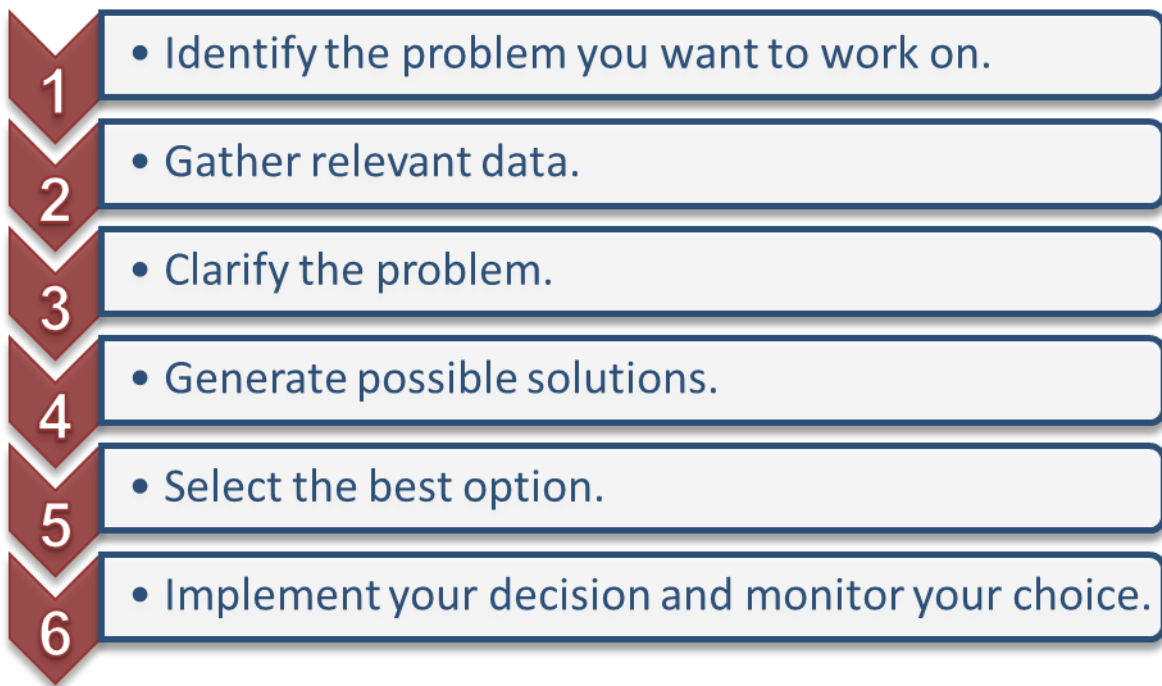 1 • Identify the problem you want to work on.
2 • Gather relevant data.
3 • Clarify the problem.
4 • Generate possible solutions.
5 • Select the best option.
6 • Implement your decision and monitor your choice.